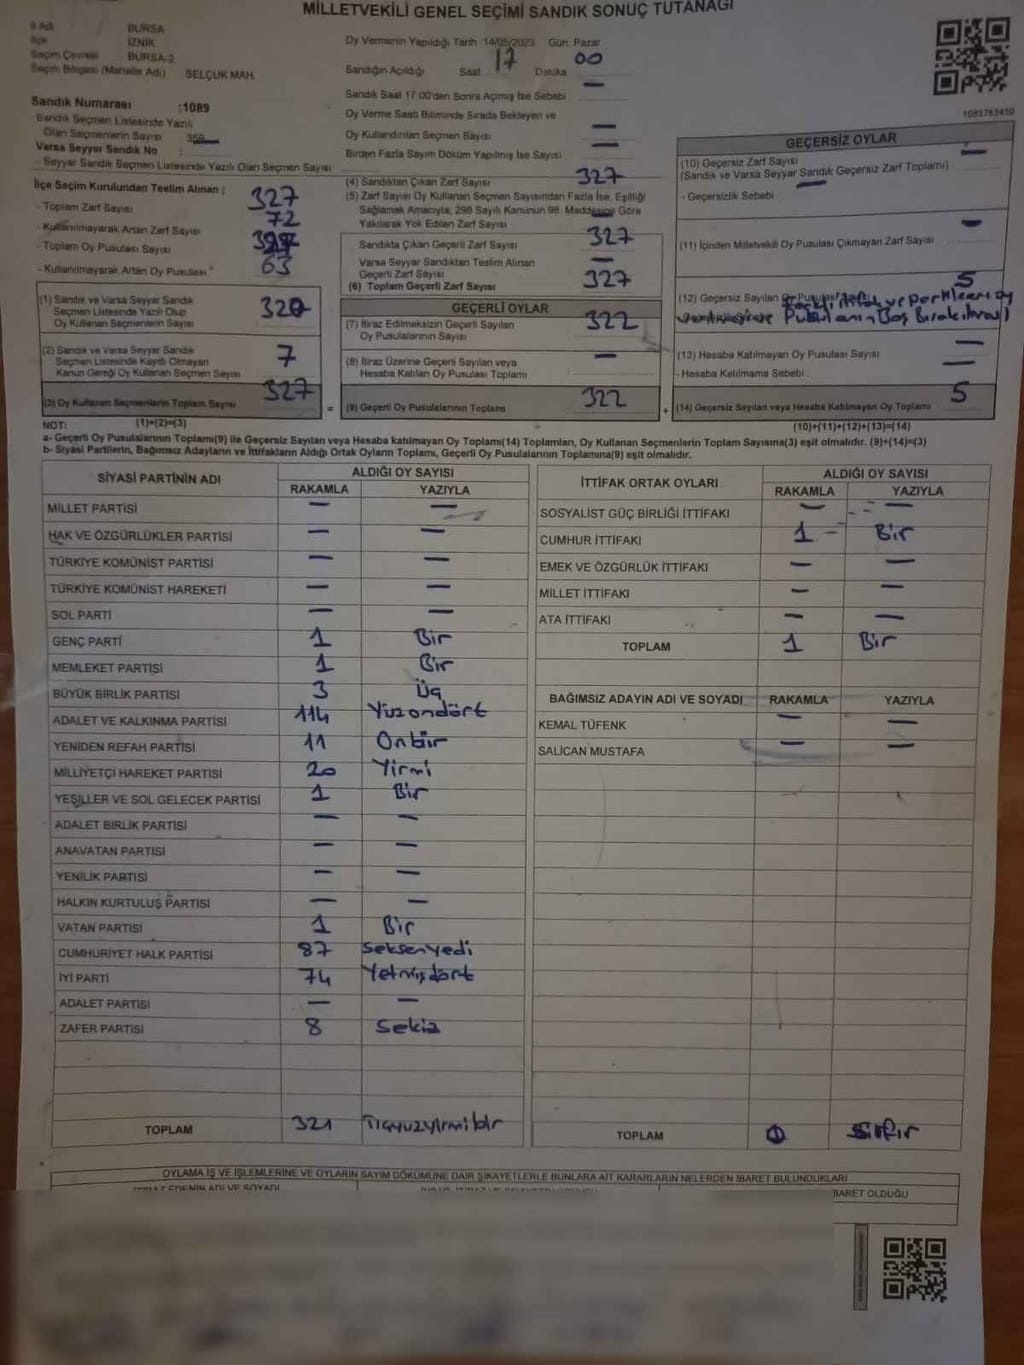 MİLLETVEKİLİ GENEL SEÇİMİ SANDIK SONUÇ TUTANAĞI
İl Adı BURSA
İlçe İZNİK
Seçim Çevresi BURSA-2
Seçim Bölgesi (Mahalle Adı) SELÇUK MAH.
Sandık Numarası :1089
Sandık Seçmen Listesinde Yazılı
Olan Seçmenlerin Sayısı
Varsa Seyyar Sandık No
- Seyyar Sandık Seçmen Listesinde Yazılı Olan Seçmen Sayısı
Oy Vermenin Yapıldığı Tarih 14/05/2023 Gün: Pazar
Sandığın Açıldığı Saat 17 Dakika 00
Sandık Saat 17:00'den Sonra Açılmış İse Sebebi —
Oy Verme Saati Bitiminde Sırada Bekleyen ve
Oy Kullandırılan Seçmen Sayısı —
Birden Fazla Sayım Döküm Yapılmış İse Sayısı —
1083783450
İlçe Seçim Kurulundan Teslim Alınan ;
- Toplam Zarf Sayısı 327
- Kullanılmayarak Artan Zarf Sayısı 72
- Toplam Oy Pusulası Sayısı
- Kullanılmayarak Artan Oy Pusulası 63
(1) Sandık ve Varsa Seyyar Sandık
Seçmen Listesinde Yazılı Olup
Oy Kullanan Seçmenlerin Sayısı 320
(2) Sandık ve Varsa Seyyar Sandık
Seçmen Listesinde Kayıtlı Olmayan
Kanun Gereği Oy Kullanan Seçmen Sayısı 7
(3) Oy Kullanan Seçmenlerin Toplam Sayısı 327
(4) Sandıktan Çıkan Zarf Sayısı 327
(5) Zarf Sayısı Oy Kullanan Seçmen Sayısından Fazla İse, Eşitliği
Sağlamak Amacıyla, 298 Sayılı Kanunun 98. Maddesine Göre
Yakılarak Yok Edilen Zarf Sayısı —
Sandıkta Çıkan Geçerli Zarf Sayısı 327
Varsa Seyyar Sandıktan Teslim Alınan
Geçerli Zarf Sayısı —
(6) Toplam Geçerli Zarf Sayısı 327
GEÇERLİ OYLAR
(7) İtiraz Edilmeksizin Geçerli Sayılan
Oy Pusulalarının Sayısı 322
(8) İtiraz Üzerine Geçerli Sayılan veya
Hesaba Katılan Oy Pusulası Toplamı —
= (9) Geçerli Oy Pusulalarının Toplamı 322
GEÇERSİZ OYLAR
(10) Geçersiz Zarf Sayısı —
(Sandık ve Varsa Seyyar Sandık Geçersiz Zarf Toplamı)
- Geçersizlik Sebebi —
(11) İçinden Milletvekili Oy Pusulası Çıkmayan Zarf Sayısı —
(12) Geçersiz Sayılan Oy Pusulası 5
Pusulanın Boş Bırakılması
(13) Hesaba Katılmayan Oy Pusulası Sayısı —
- Hesaba Katılmama Sebebi —
+ (14) Geçersiz Sayılan veya Hesaba Katılmayan Oy Toplamı 5
NOT: (1)+(2)=(3) (10)+(11)+(12)+(13)=(14)
a- Geçerli Oy Pusulalarının Toplamı(9) ile Geçersiz Sayılan veya Hesaba katılmayan Oy Toplamı(14) Toplamları, Oy Kullanan Seçmenlerin Toplam Sayısına(3) eşit olmalıdır. (9)+(14)=(3)
b- Siyasi Partilerin, Bağımsız Adayların ve İttifakların Aldığı Ortak Oyların Toplamı, Geçerli Oy Pusulalarının Toplamına(9) eşit olmalıdır.
SİYASİ PARTİNİN ADI ALDIĞI OY SAYISI
RAKAMLA YAZIYLA
MİLLET PARTİSİ — —
HAK VE ÖZGÜRLÜKLER PARTİSİ — —
TÜRKİYE KOMÜNİST PARTİSİ — —
TÜRKİYE KOMÜNİST HAREKETİ — —
SOL PARTİ — —
GENÇ PARTİ 1 Bir
MEMLEKET PARTİSİ 1 Bir
BÜYÜK BİRLİK PARTİSİ 3 Üç
ADALET VE KALKINMA PARTİSİ 114 Yüzondört
YENİDEN REFAH PARTİSİ 11 Onbir
MİLLİYETÇİ HAREKET PARTİSİ 20 Yirmi
YEŞİLLER VE SOL GELECEK PARTİSİ 1 Bir
ADALET BİRLİK PARTİSİ — —
ANAVATAN PARTİSİ — —
YENİLİK PARTİSİ — —
HALKIN KURTULUŞ PARTİSİ — —
VATAN PARTİSİ 1 Bir
CUMHURİYET HALK PARTİSİ 87 Seksenyedi
İYİ PARTİ 74 Yetmişdört
ADALET PARTİSİ — —
ZAFER PARTİSİ 8 Sekiz
TOPLAM 321 Üçyüzyirmibir
İTTİFAK ORTAK OYLARI ALDIĞI OY SAYISI
RAKAMLA YAZIYLA
SOSYALİST GÜÇ BİRLİĞİ İTTİFAKI — —
CUMHUR İTTİFAKI 1 Bir
EMEK VE ÖZGÜRLÜK İTTİFAKI — —
MİLLET İTTİFAKI — —
ATA İTTİFAKI — —
TOPLAM 1 Bir
BAĞIMSIZ ADAYIN ADI VE SOYADI RAKAMLA YAZIYLA
KEMAL TÜFENK — —
SALİCAN MUSTAFA — —
TOPLAM Sıfır
OYLAMA İŞ VE İŞLEMLERİNE VE OYLARIN SAYIM DÖKÜMÜNE DAİR ŞİKAYETLERLE BUNLARA AİT KARARLARIN NELERDEN İBARET BULUNDUKLARI
İTİRAZ EDENİN ADI VE SOYADI
İBARET OLDUĞU